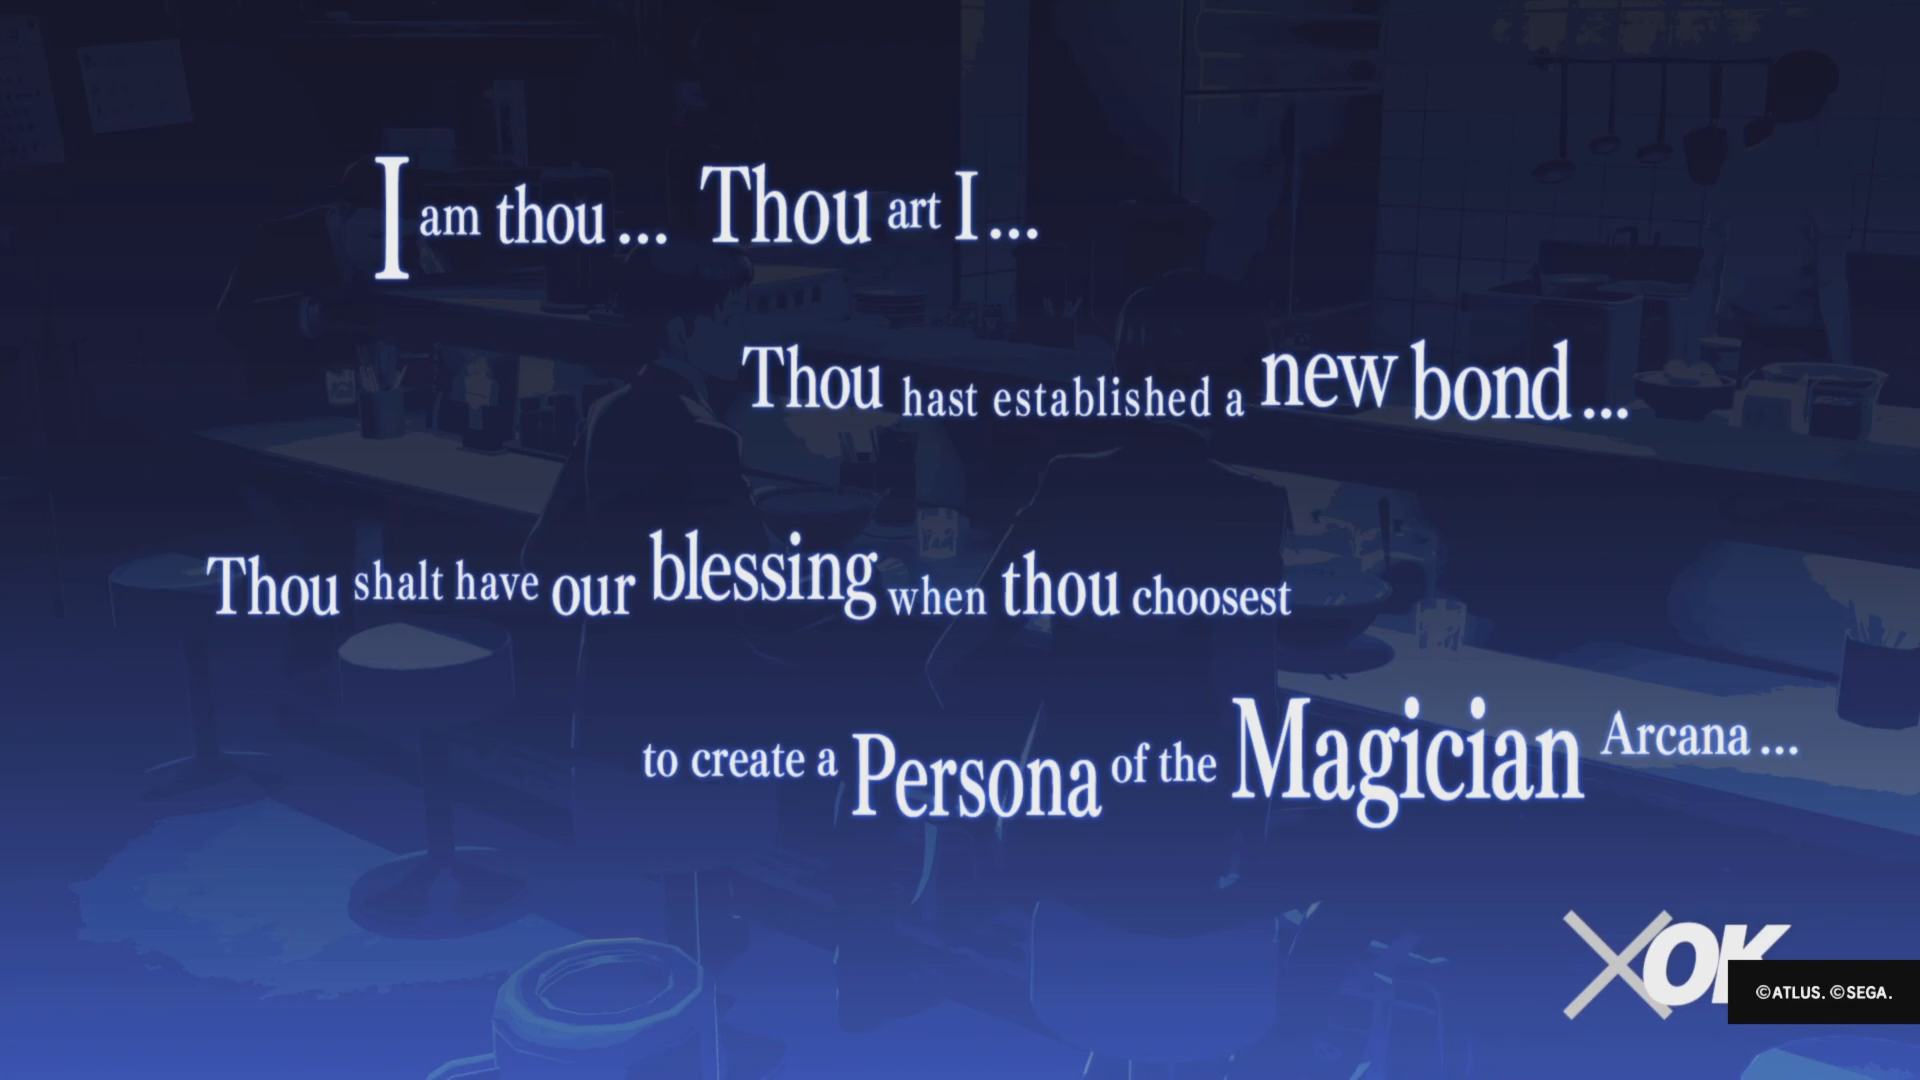 I am thou... Thou art I...
Thou hast established a new bond...
Thou shalt have our blessing when thou choosest
to create a Persona of the Magician Arcana...
OK
©ATLUS. ©SEGA.